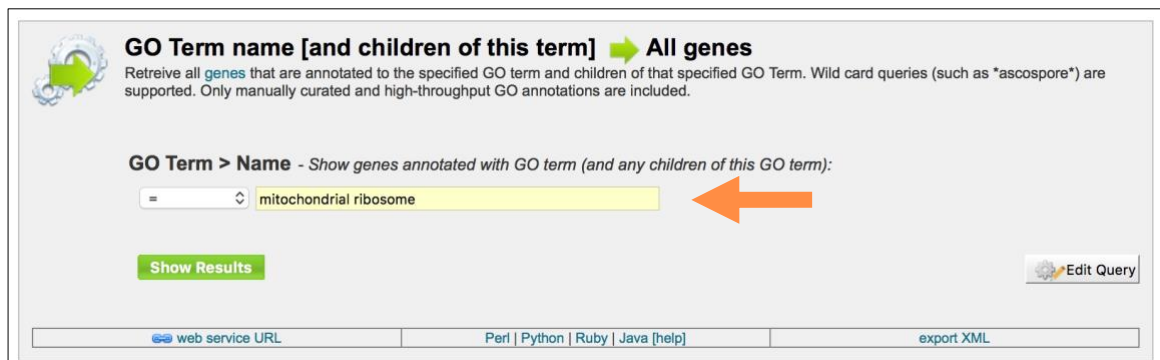 GO Term name [and children of this term] All genes
Retreive all genes that are annotated to the specified GO term and children of that specified GO Term. Wild card queries (such as *ascospore*) are
supported. Only manually curated and high-throughput GO annotations are included.
GO Term > Name - Show genes annotated with GO term (and any children of this GO term):
= mitochondrial ribosome
Show Results
Edit Query
web service URL
Perl | Python | Ruby | Java [help]
export XML